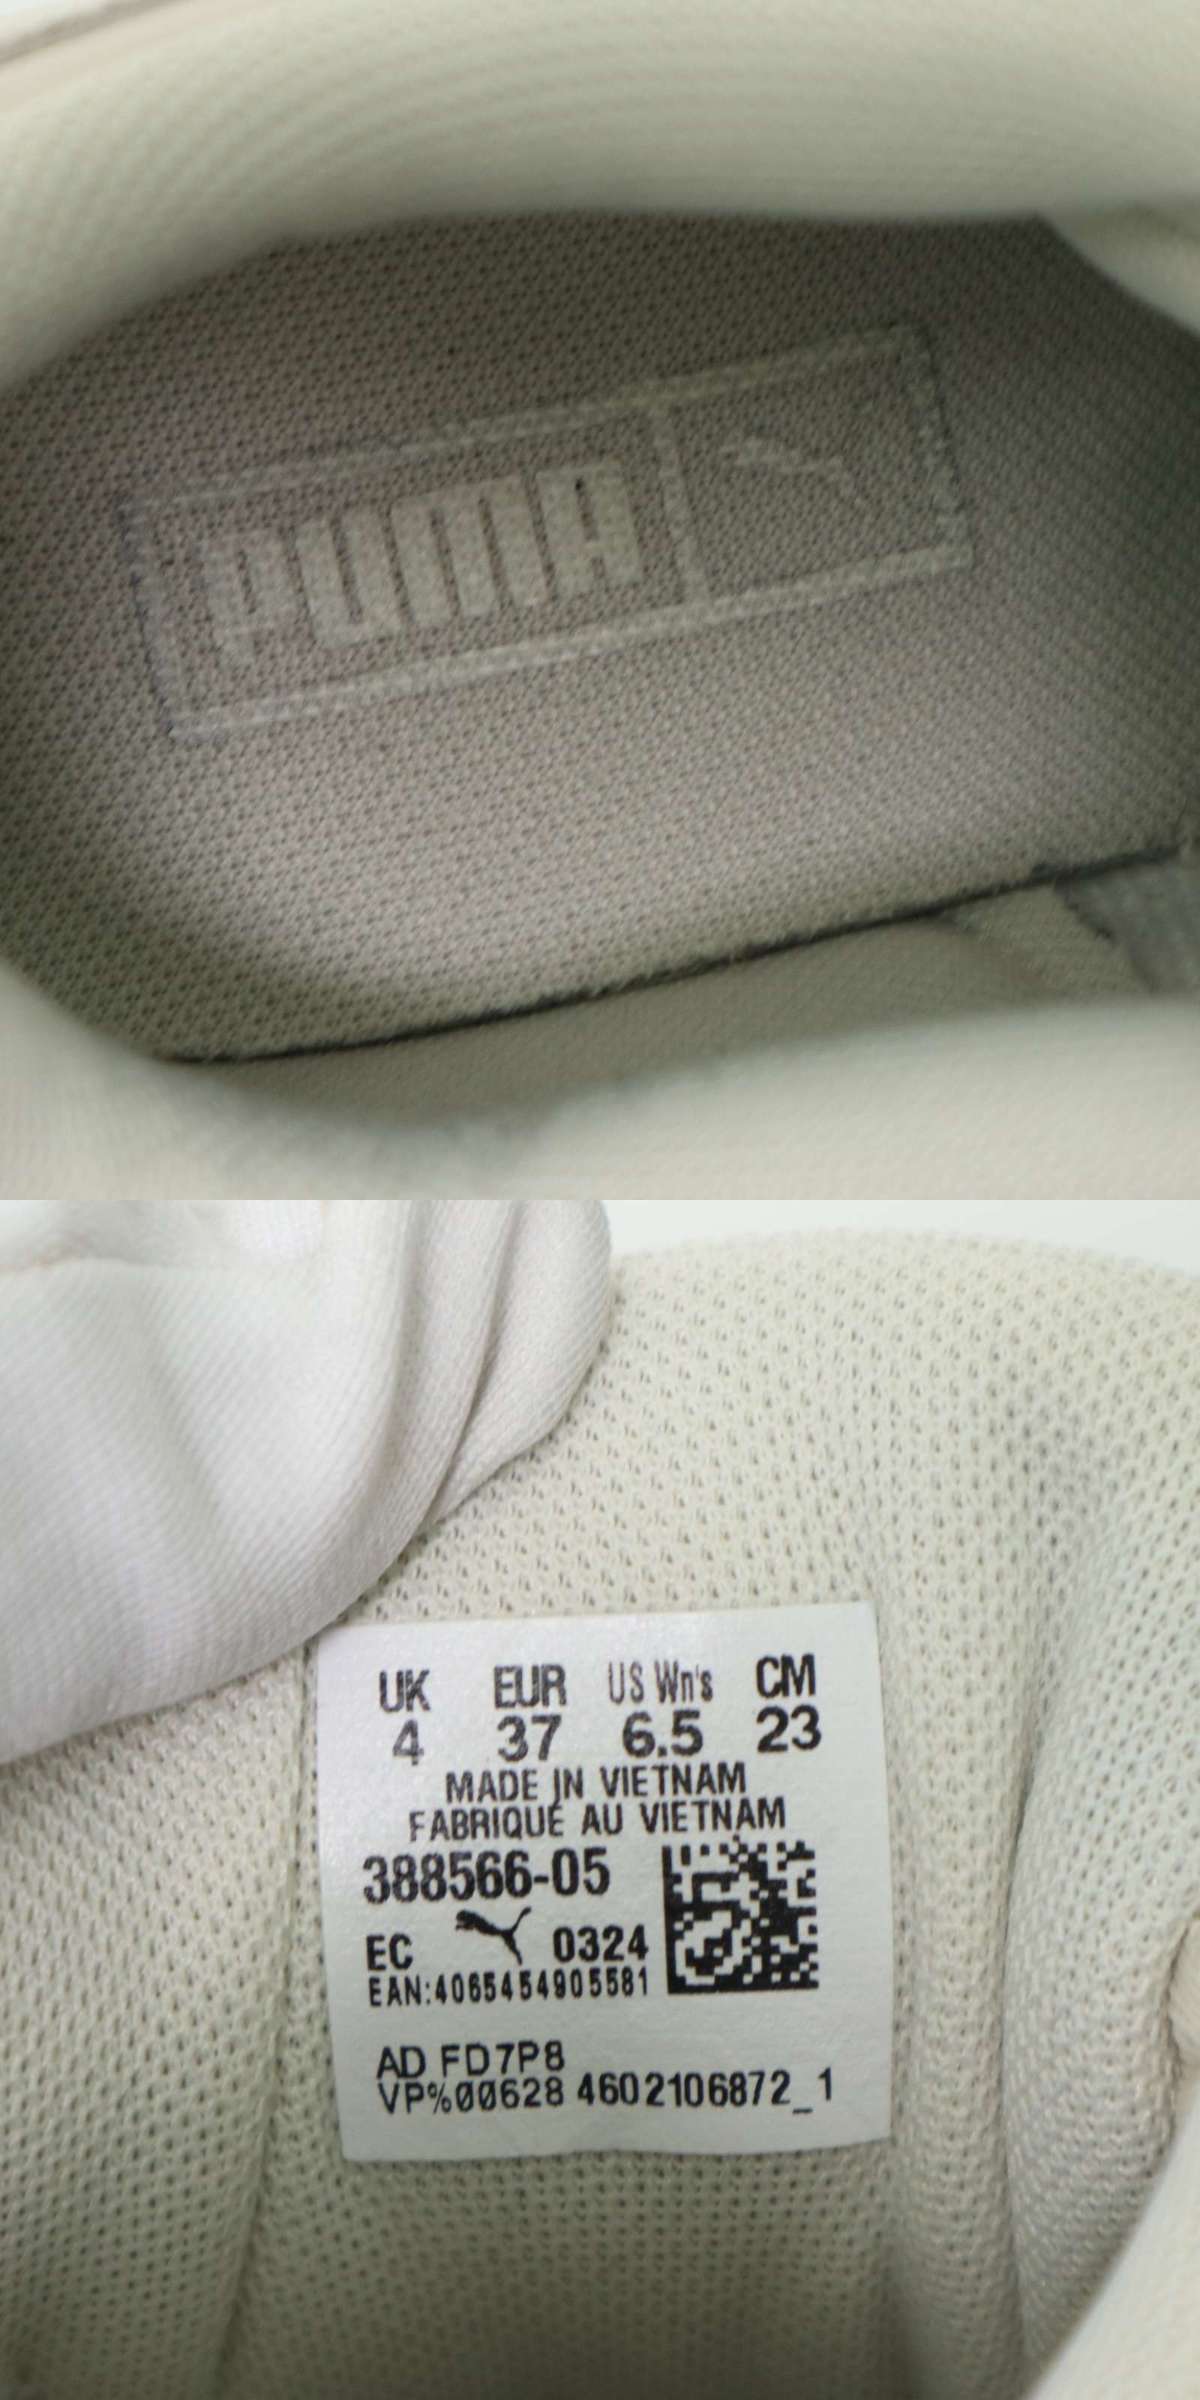 PUMA
UK EUR US Wn's CM
4 37 6.5 23
MADE IN VIETNAM
FABRIQUÉ AU VIETNAM
388566-05
EC 0324
EAN:4065454905581
AD FD7P8
VP%00628 4602106872_1